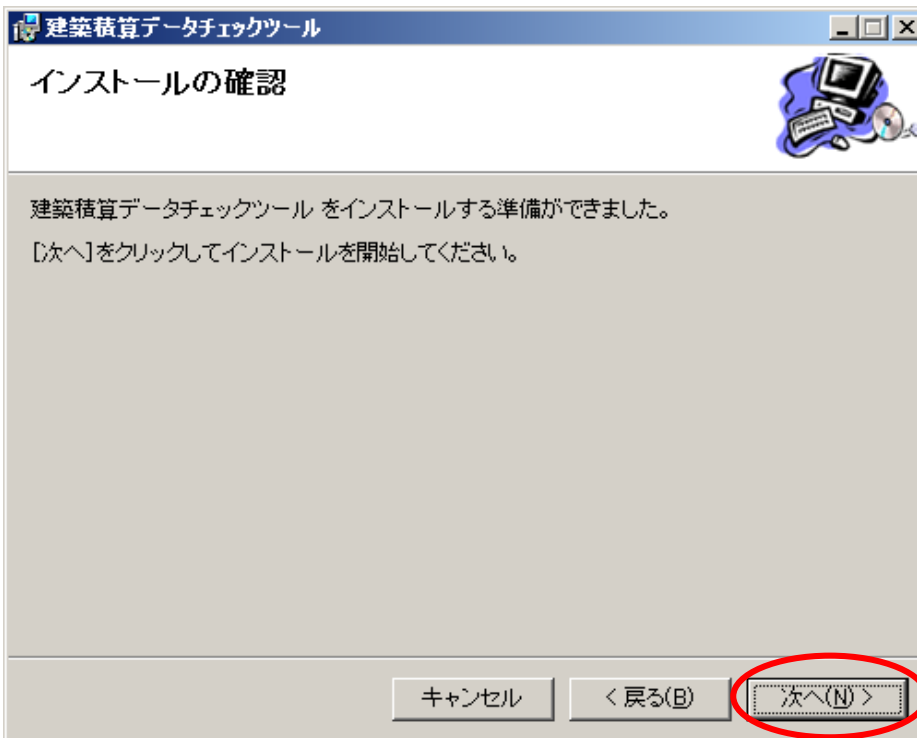 建築積算データチェックツール
インストールの確認
建築積算データチェックツール をインストールする準備ができました。
[次へ]をクリックしてインストールを開始してください。
キャンセル
< 戻る(B)
次へ(N) >